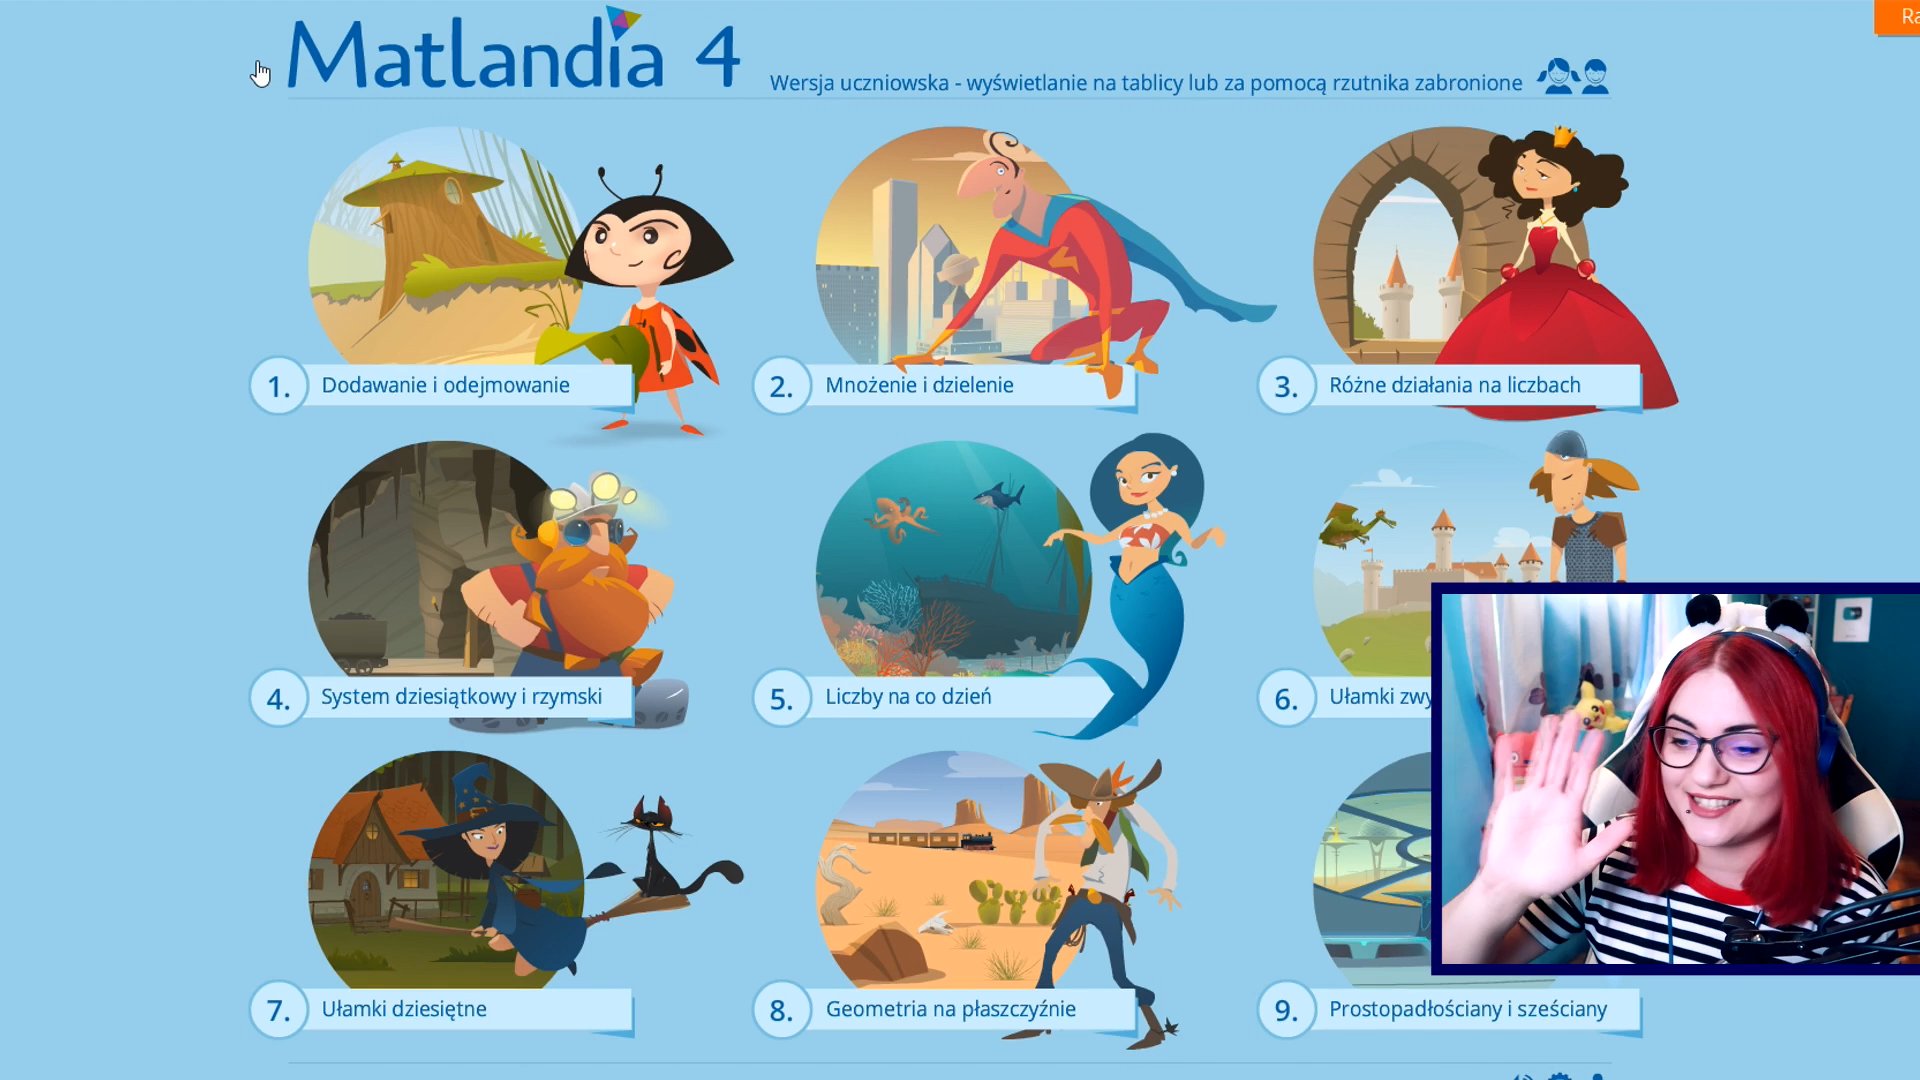 Matlandia 4
Wersja uczniowska - wyświetlanie na tablicy lub za pomocą rzutnika zabronione
1. Dodawanie i odejmowanie
2. Mnożenie i dzielenie
3. Różne działania na liczbach
4. System dziesiątkowy i rzymski
5. Liczby na co dzień
6. Ułamki
7. Ułamki dziesiętne
8. Geometria na płaszczyźnie
9. Prostopadłościany i sześciany